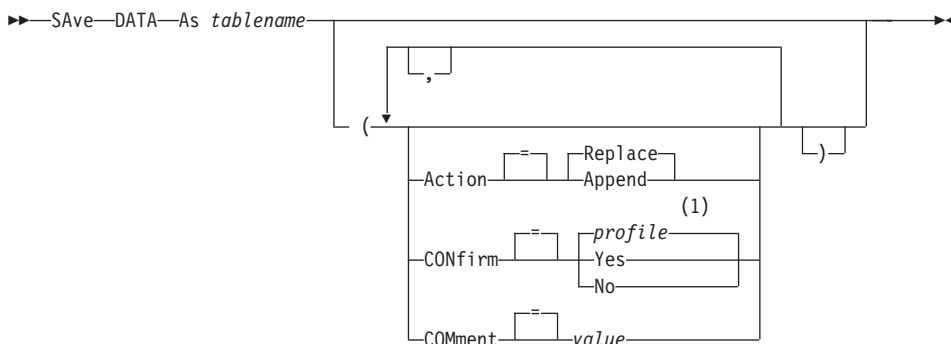 SAve DATA As tablename
,
(
)
=
Replace
Action Append
(1)
=
profile
CONfirm Yes
No
=
COMment value